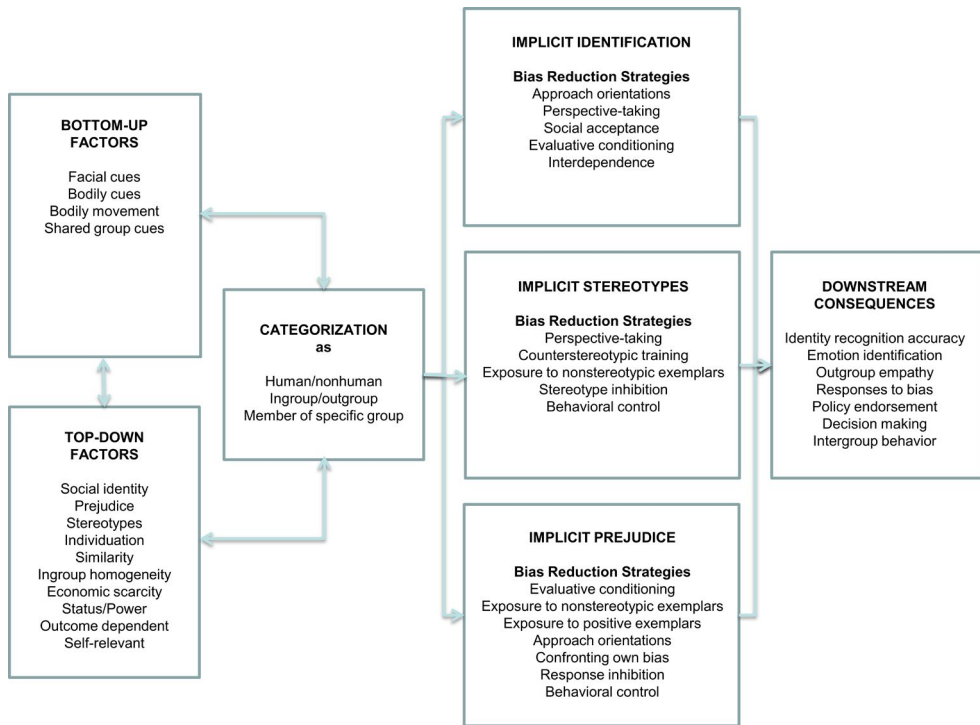 BOTTOM-UP
FACTORS
Facial cues
Bodily cues
Bodily movement
Shared group cues
TOP-DOWN
FACTORS
Social identity
Prejudice
Stereotypes
Individuation
Similarity
Ingroup homogeneity
Economic scarcity
Status/Power
Outcome dependent
Self-relevant
CATEGORIZATION
as
Human/nonhuman
Ingroup/outgroup
Member of specific group
IMPLICIT IDENTIFICATION
Bias Reduction Strategies
Approach orientations
Perspective-taking
Social acceptance
Evaluative conditioning
Interdependence
IMPLICIT STEREOTYPES
Bias Reduction Strategies
Perspective-taking
Counterstereotypic training
Exposure to nonstereotypic exemplars
Stereotype inhibition
Behavioral control
IMPLICIT PREJUDICE
Bias Reduction Strategies
Evaluative conditioning
Exposure to nonstereotypic exemplars
Exposure to positive exemplars
Approach orientations
Confronting own bias
Response inhibition
Behavioral control
DOWNSTREAM
CONSEQUENCES
Identity recognition accuracy
Emotion identification
Outgroup empathy
Responses to bias
Policy endorsement
Decision making
Intergroup behavior